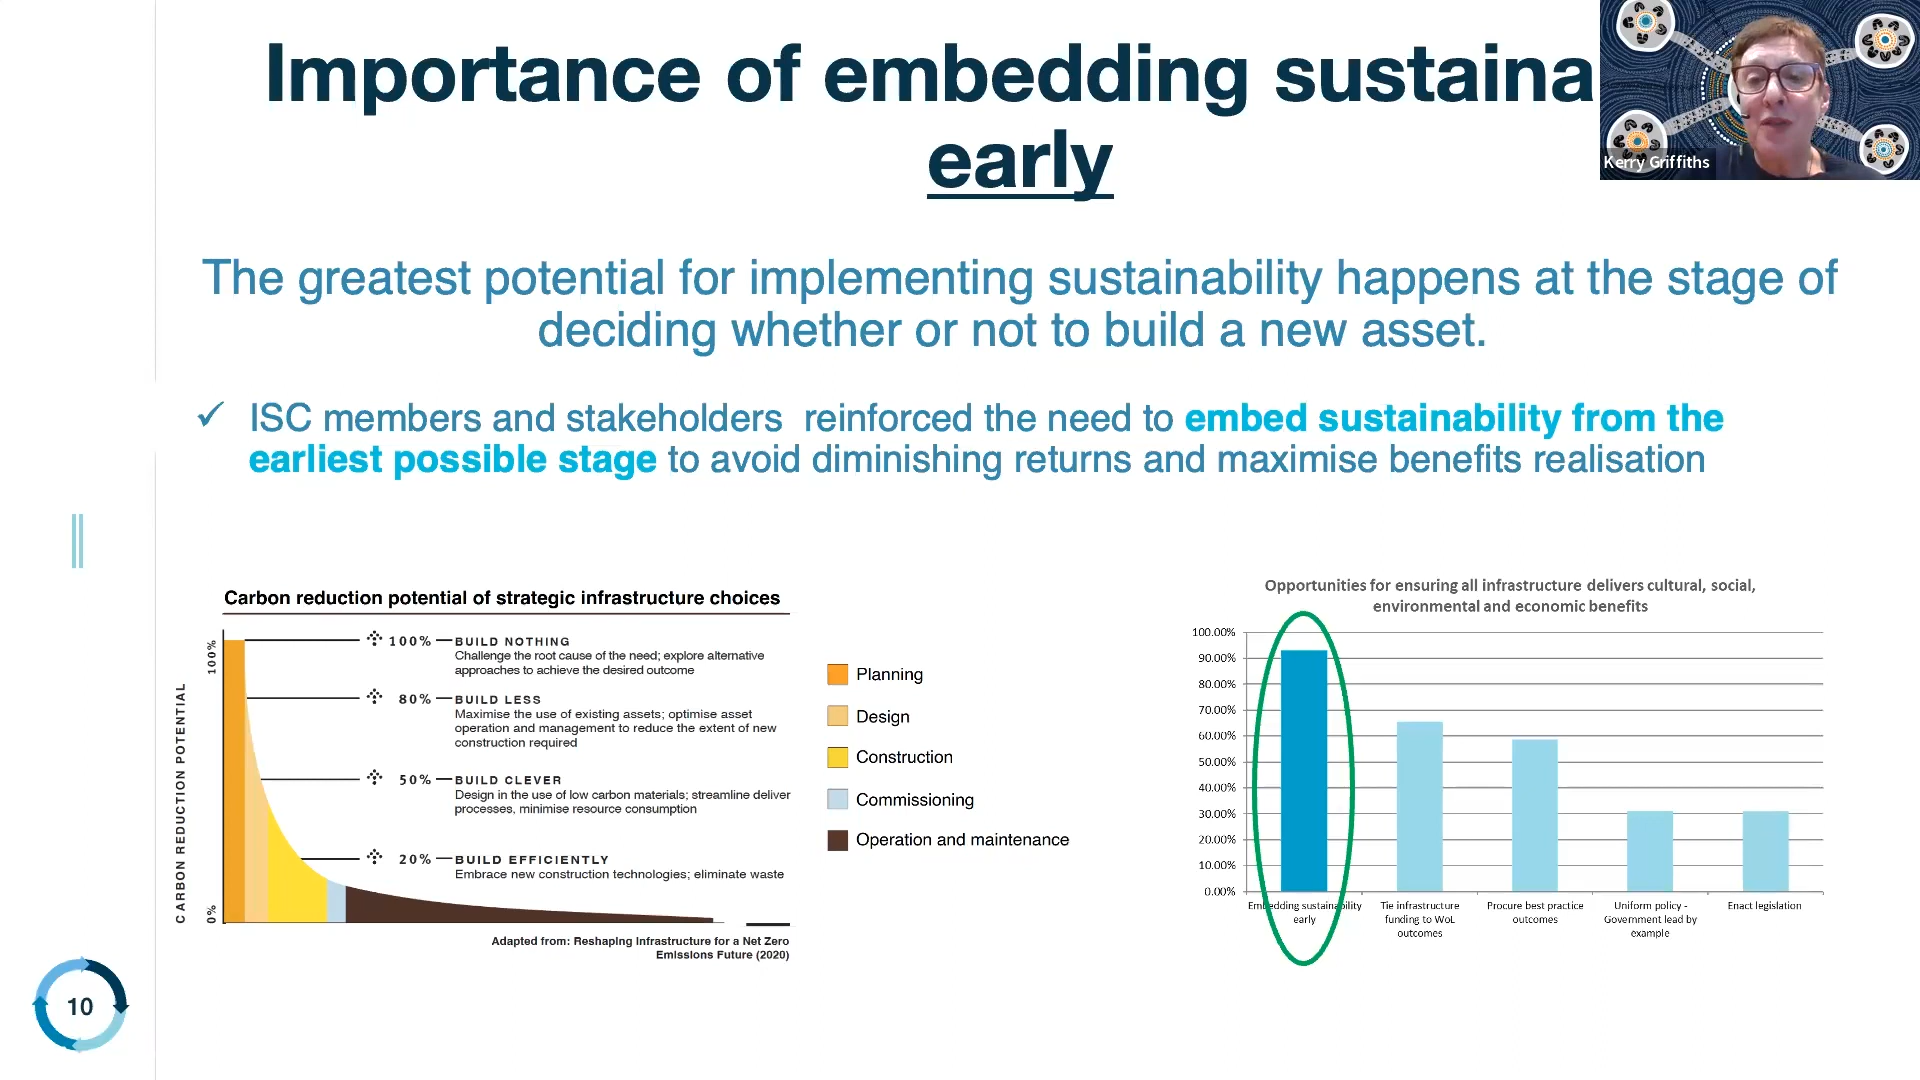 Importance of embedding sustaina
early
Kerry Griffiths
The greatest potential for implementing sustainability happens at the stage of
deciding whether or not to build a new asset.
✓ ISC members and stakeholders reinforced the need to embed sustainability from the
earliest possible stage to avoid diminishing returns and maximise benefits realisation
Carbon reduction potential of strategic infrastructure choices
CARBON REDUCTION POTENTIAL
100%
0%
100% BUILD NOTHING
Challenge the root cause of the need; explore alternative
approaches to achieve the desired outcome
80% BUILD LESS
Maximise the use of existing assets; optimise asset
operation and management to reduce the extent of new
construction required
50% BUILD CLEVER
Design in the use of low carbon materials; streamline deliver
processes, minimise resource consumption
20% BUILD EFFICIENTLY
Embrace new construction technologies; eliminate waste
Adapted from: Reshaping Infrastructure for a Net Zero
Emissions Future (2020)
Planning
Design
Construction
Commissioning
Operation and maintenance
Opportunities for ensuring all infrastructure delivers cultural, social,
environmental and economic benefits
100.00%
90.00%
80.00%
70.00%
60.00%
50.00%
40.00%
30.00%
20.00%
10.00%
0.00%
Embedding sustainability
early
Tie infrastructure
funding to WoL
outcomes
Procure best practice
outcomes
Uniform policy -
Government lead by
example
Enact legislation
10